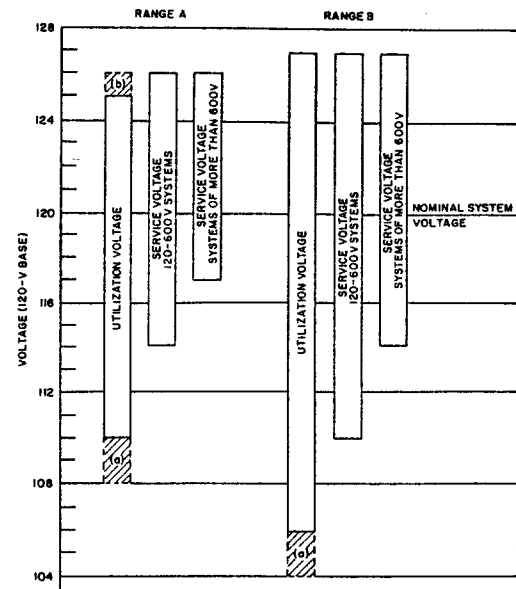 RANGE A
RANGE B
128
124
120
116
112
108
104
VOLTAGE (120-V BASE)
(b)
UTILIZATION VOLTAGE
(a)
SERVICE VOLTAGE
120-600 V SYSTEMS
SERVICE VOLTAGE
SYSTEMS OF MORE THAN 600V
UTILIZATION VOLTAGE
(a)
SERVICE VOLTAGE
120-600V SYSTEMS
SERVICE VOLTAGE
SYSTEMS OF MORE THAN 600V
NOMINAL SYSTEM
VOLTAGE